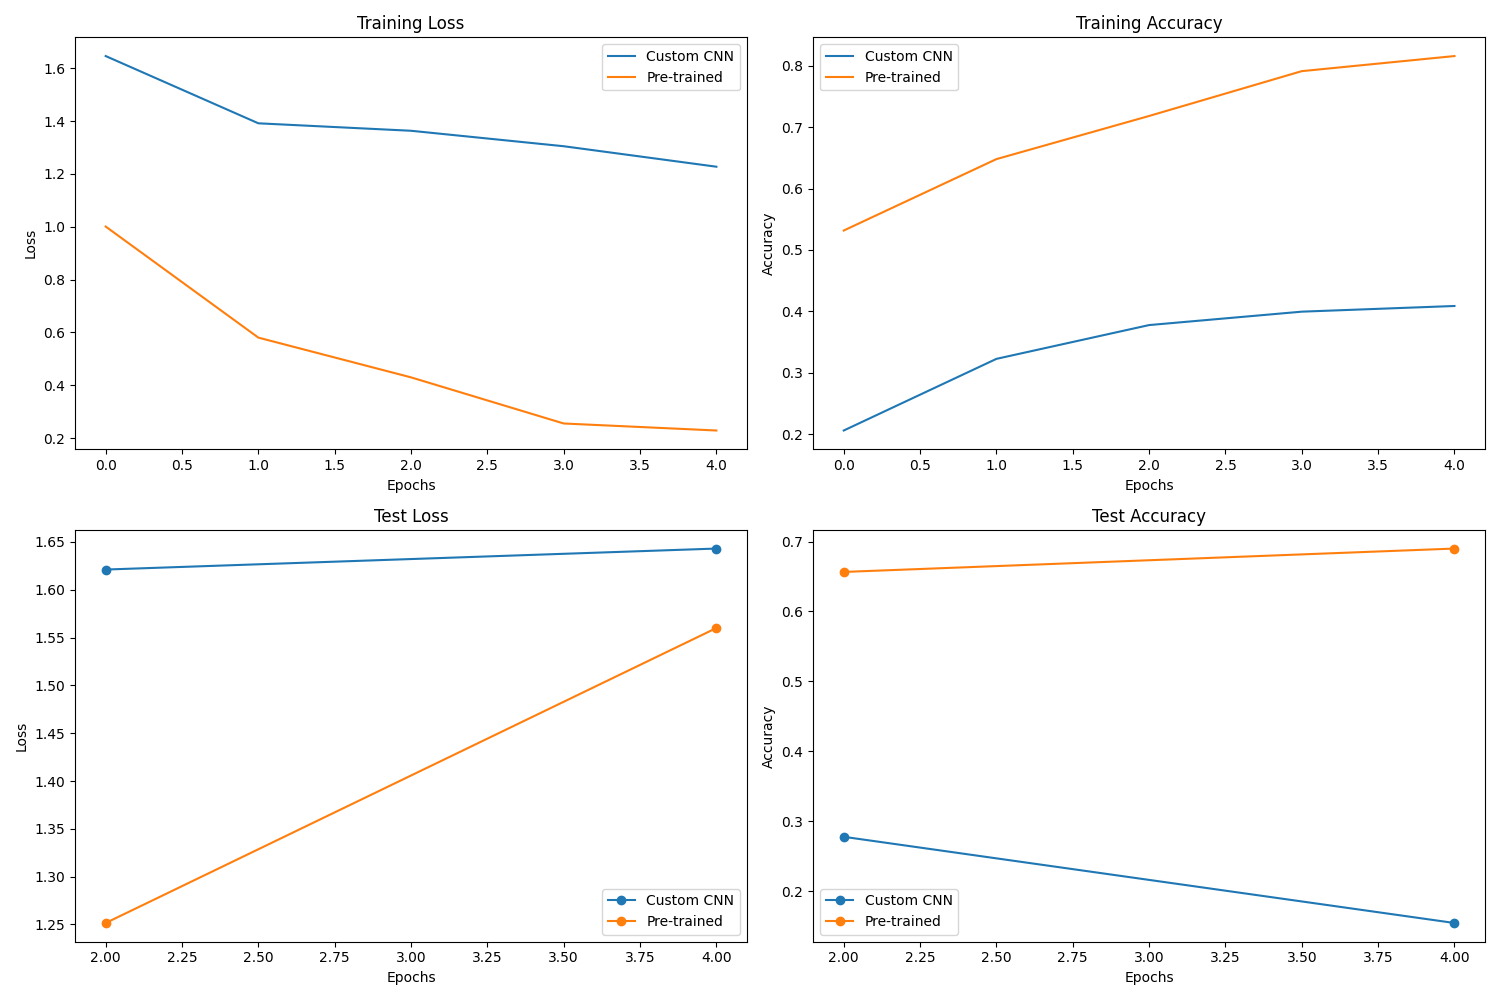 Training Loss
Custom CNN
Pre-trained
1.6
1.4
1.2
1.0
0.8
0.6
0.4
0.2
Loss
0.0 0.5 1.0 1.5 2.0 2.5 3.0 3.5 4.0
Epochs
Training Accuracy
Custom CNN
Pre-trained
0.8
0.7
0.6
0.5
0.4
0.3
0.2
Accuracy
0.0 0.5 1.0 1.5 2.0 2.5 3.0 3.5 4.0
Epochs
Test Loss
1.65
1.60
1.55
1.50
1.45
1.40
1.35
1.30
1.25
Loss
Custom CNN
Pre-trained
2.00 2.25 2.50 2.75 3.00 3.25 3.50 3.75 4.00
Epochs
Test Accuracy
0.7
0.6
0.5
0.4
0.3
0.2
Accuracy
Custom CNN
Pre-trained
2.00 2.25 2.50 2.75 3.00 3.25 3.50 3.75 4.00
Epochs